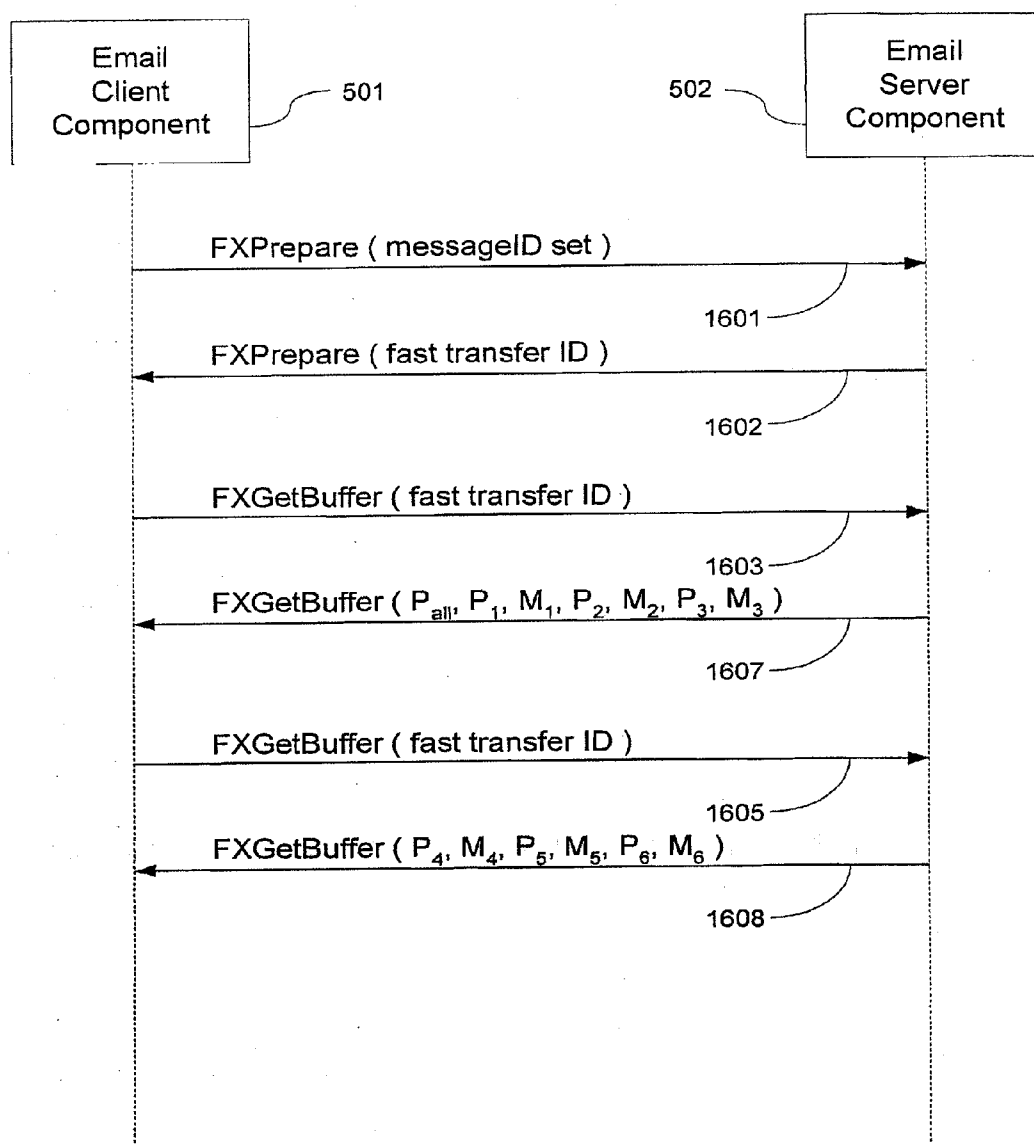 Email
Client
Component
501
502
Email
Server
Component
FXPrepare ( messageID set )
1601
FXPrepare ( fast transfer ID )
1602
FXGetBuffer ( fast transfer ID )
1603
FXGetBuffer ( Pall, P1, M1, P2, M2, P3, M3 )
1607
FXGetBuffer ( fast transfer ID )
1605
FXGetBuffer ( P4, M4, P5, M5, P6, M6 )
1608